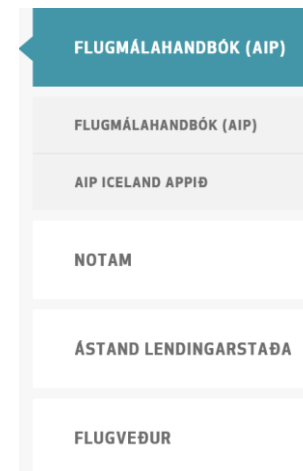 FLUGMÁLAHANDBÓK (AIP)
FLUGMÁLAHANDBÓK (AIP)
AIP ICELAND APPIÐ
NOTAM
ÁSTAND LENDINGARSTAÐA
FLUGVEÐUR